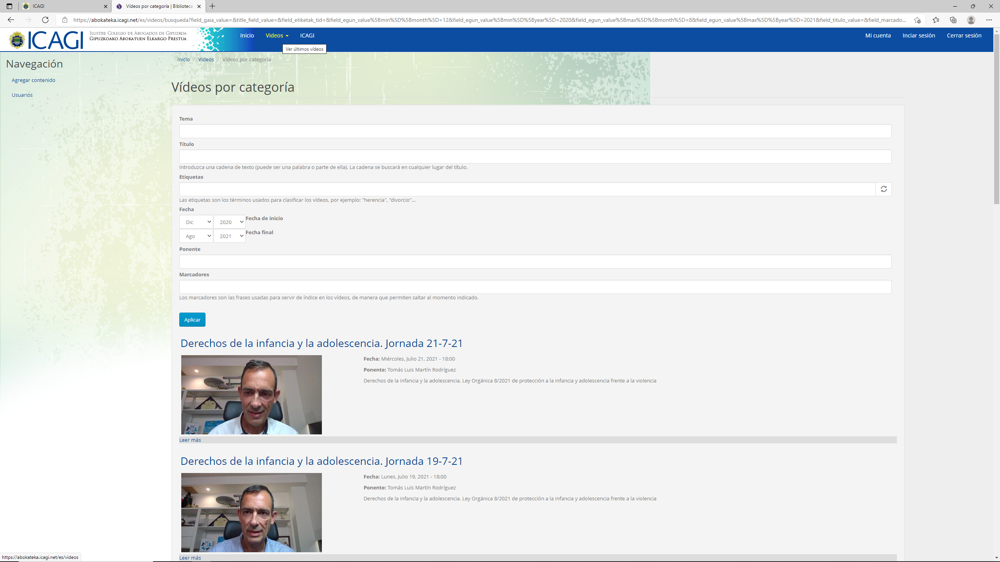 ICAGI
Vídeos por categoría | Biblioteca
https://abokateka.icagi.net/es/videos/busqueda?field_gaia_value=&title_field_value=&field_etiketak_tid=&field_egun_value%5Bmin%5D%5Bmonth%5D=12&field_egun_value%5Bmin%5D%5Byear%5D=2020&field_egun_value%5Bmax%5D%5Bmonth%5D=8&field_egun_value%5Bmax%5D%5Byear%5D=2021&field_titulo_value=&field_marcado...
ICAGI
Ilustre Colegio de Abogados de Gipuzkoa
Gipuzkoako Abokatuen Elkargo Prestua
Inicio Videos ICAGI Mi cuenta Inciar sesión Cerrar sesión
Ver últimos vídeos
Inicio Videos Vídeos por categoría
Navegación
Agregar contenido
Usuarios
Vídeos por categoría
Tema
Título
Introduzca una cadena de texto (puede ser una palabra o parte de ella). La cadena se buscará en cualquier lugar del título.
Etiquetas
Las etiquetas son los términos usados para clasificar los vídeos, por ejemplo: "herencia", "divorcio"...
Fecha
Dic 2020 Fecha de inicio
Ago 2021 Fecha final
Ponente
Marcadores
Los marcadores son las frases usadas para servir de índice en los vídeos, de manera que permiten saltar al momento indicado.
Aplicar
Derechos de la infancia y la adolescencia. Jornada 21-7-21
Fecha: Miércoles, Julio 21, 2021 - 18:00
Ponente: Tomás Luis Martín Rodríguez
Derechos de la infancia y la adolescencia. Ley Orgánica 8/2021 de protección a la infancia y adolescencia frente a la violencia
Leer más
Derechos de la infancia y la adolescencia. Jornada 19-7-21
Fecha: Lunes, Julio 19, 2021 - 18:00
Ponente: Tomás Luis Martín Rodríguez
Derechos de la infancia y la adolescencia. Ley Orgánica 8/2021 de protección a la infancia y adolescencia frente a la violencia
Leer más
https://abokateka.icagi.net/es/videos